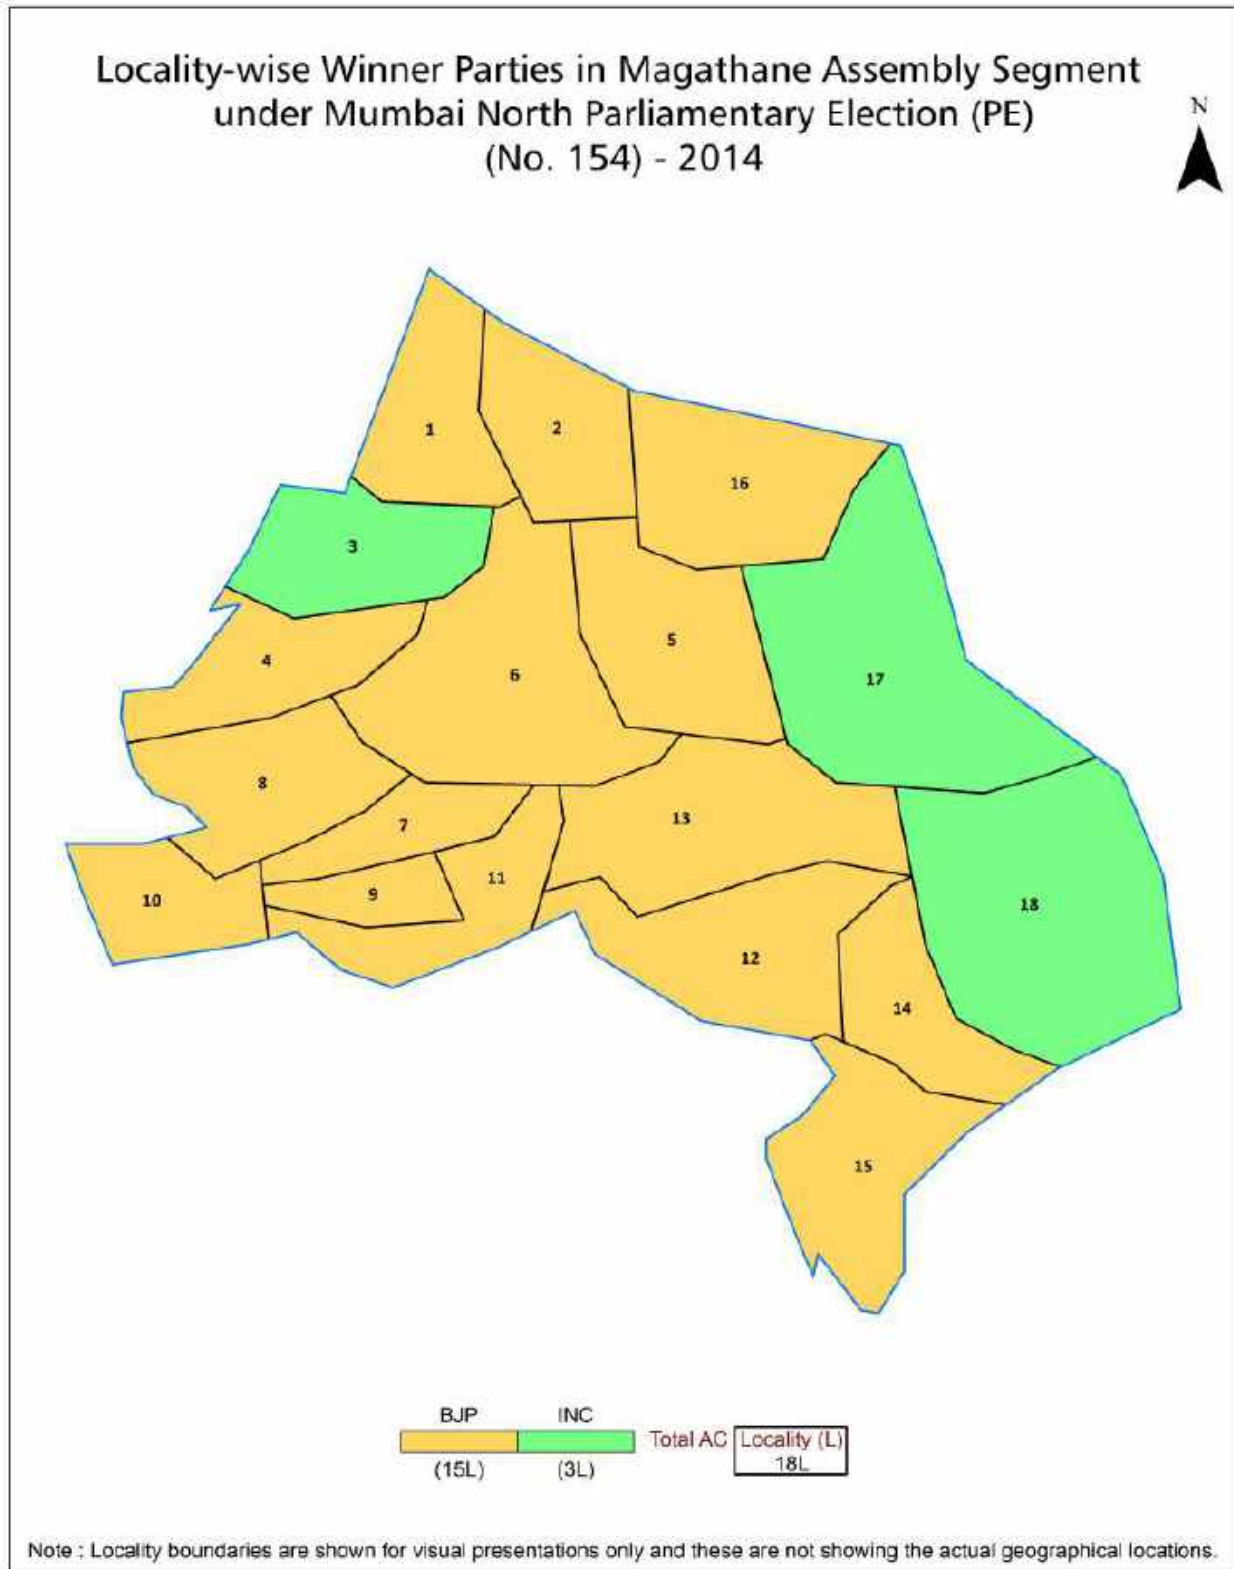 Locality-wise Winner Parties in Magathane Assembly Segment
under Mumbai North Parliamentary Election (PE)
(No. 154) - 2014
N
1
2
16
3
5
4
6
17
8
13
7
11
9
10
18
12
14
15
BJP INC
Total AC Locality (L)
(15L) (3L) 18L
Note : Locality boundaries are shown for visual presentations only and these are not showing the actual geographical locations.